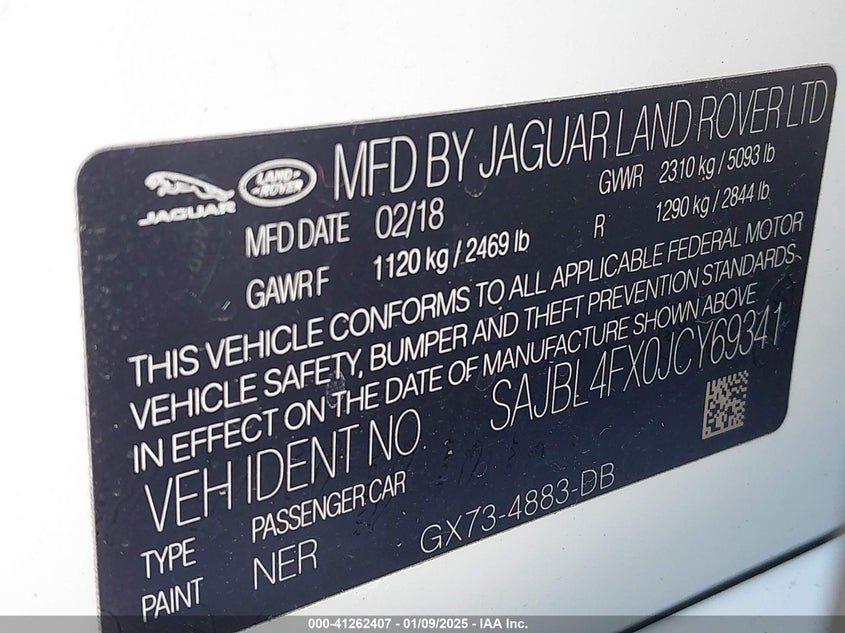 JAGUAR
LAND ROVER
MFD BY JAGUAR LAND ROVER LTD
MFD DATE 02/18 GVWR 2310 kg / 5093 lb
GAWR F 1120 kg / 2469 lb R 1290 kg / 2844 lb
THIS VEHICLE CONFORMS TO ALL APPLICABLE FEDERAL MOTOR
VEHICLE SAFETY, BUMPER AND THEFT PREVENTION STANDARDS
IN EFFECT ON THE DATE OF MANUFACTURE SHOWN ABOVE
VEH IDENT NO SAJBL4FX0JCY69341
TYPE PASSENGER CAR
PAINT NER GX73-4883-DB
000-41262407 - 01/09/2025 - IAA Inc.